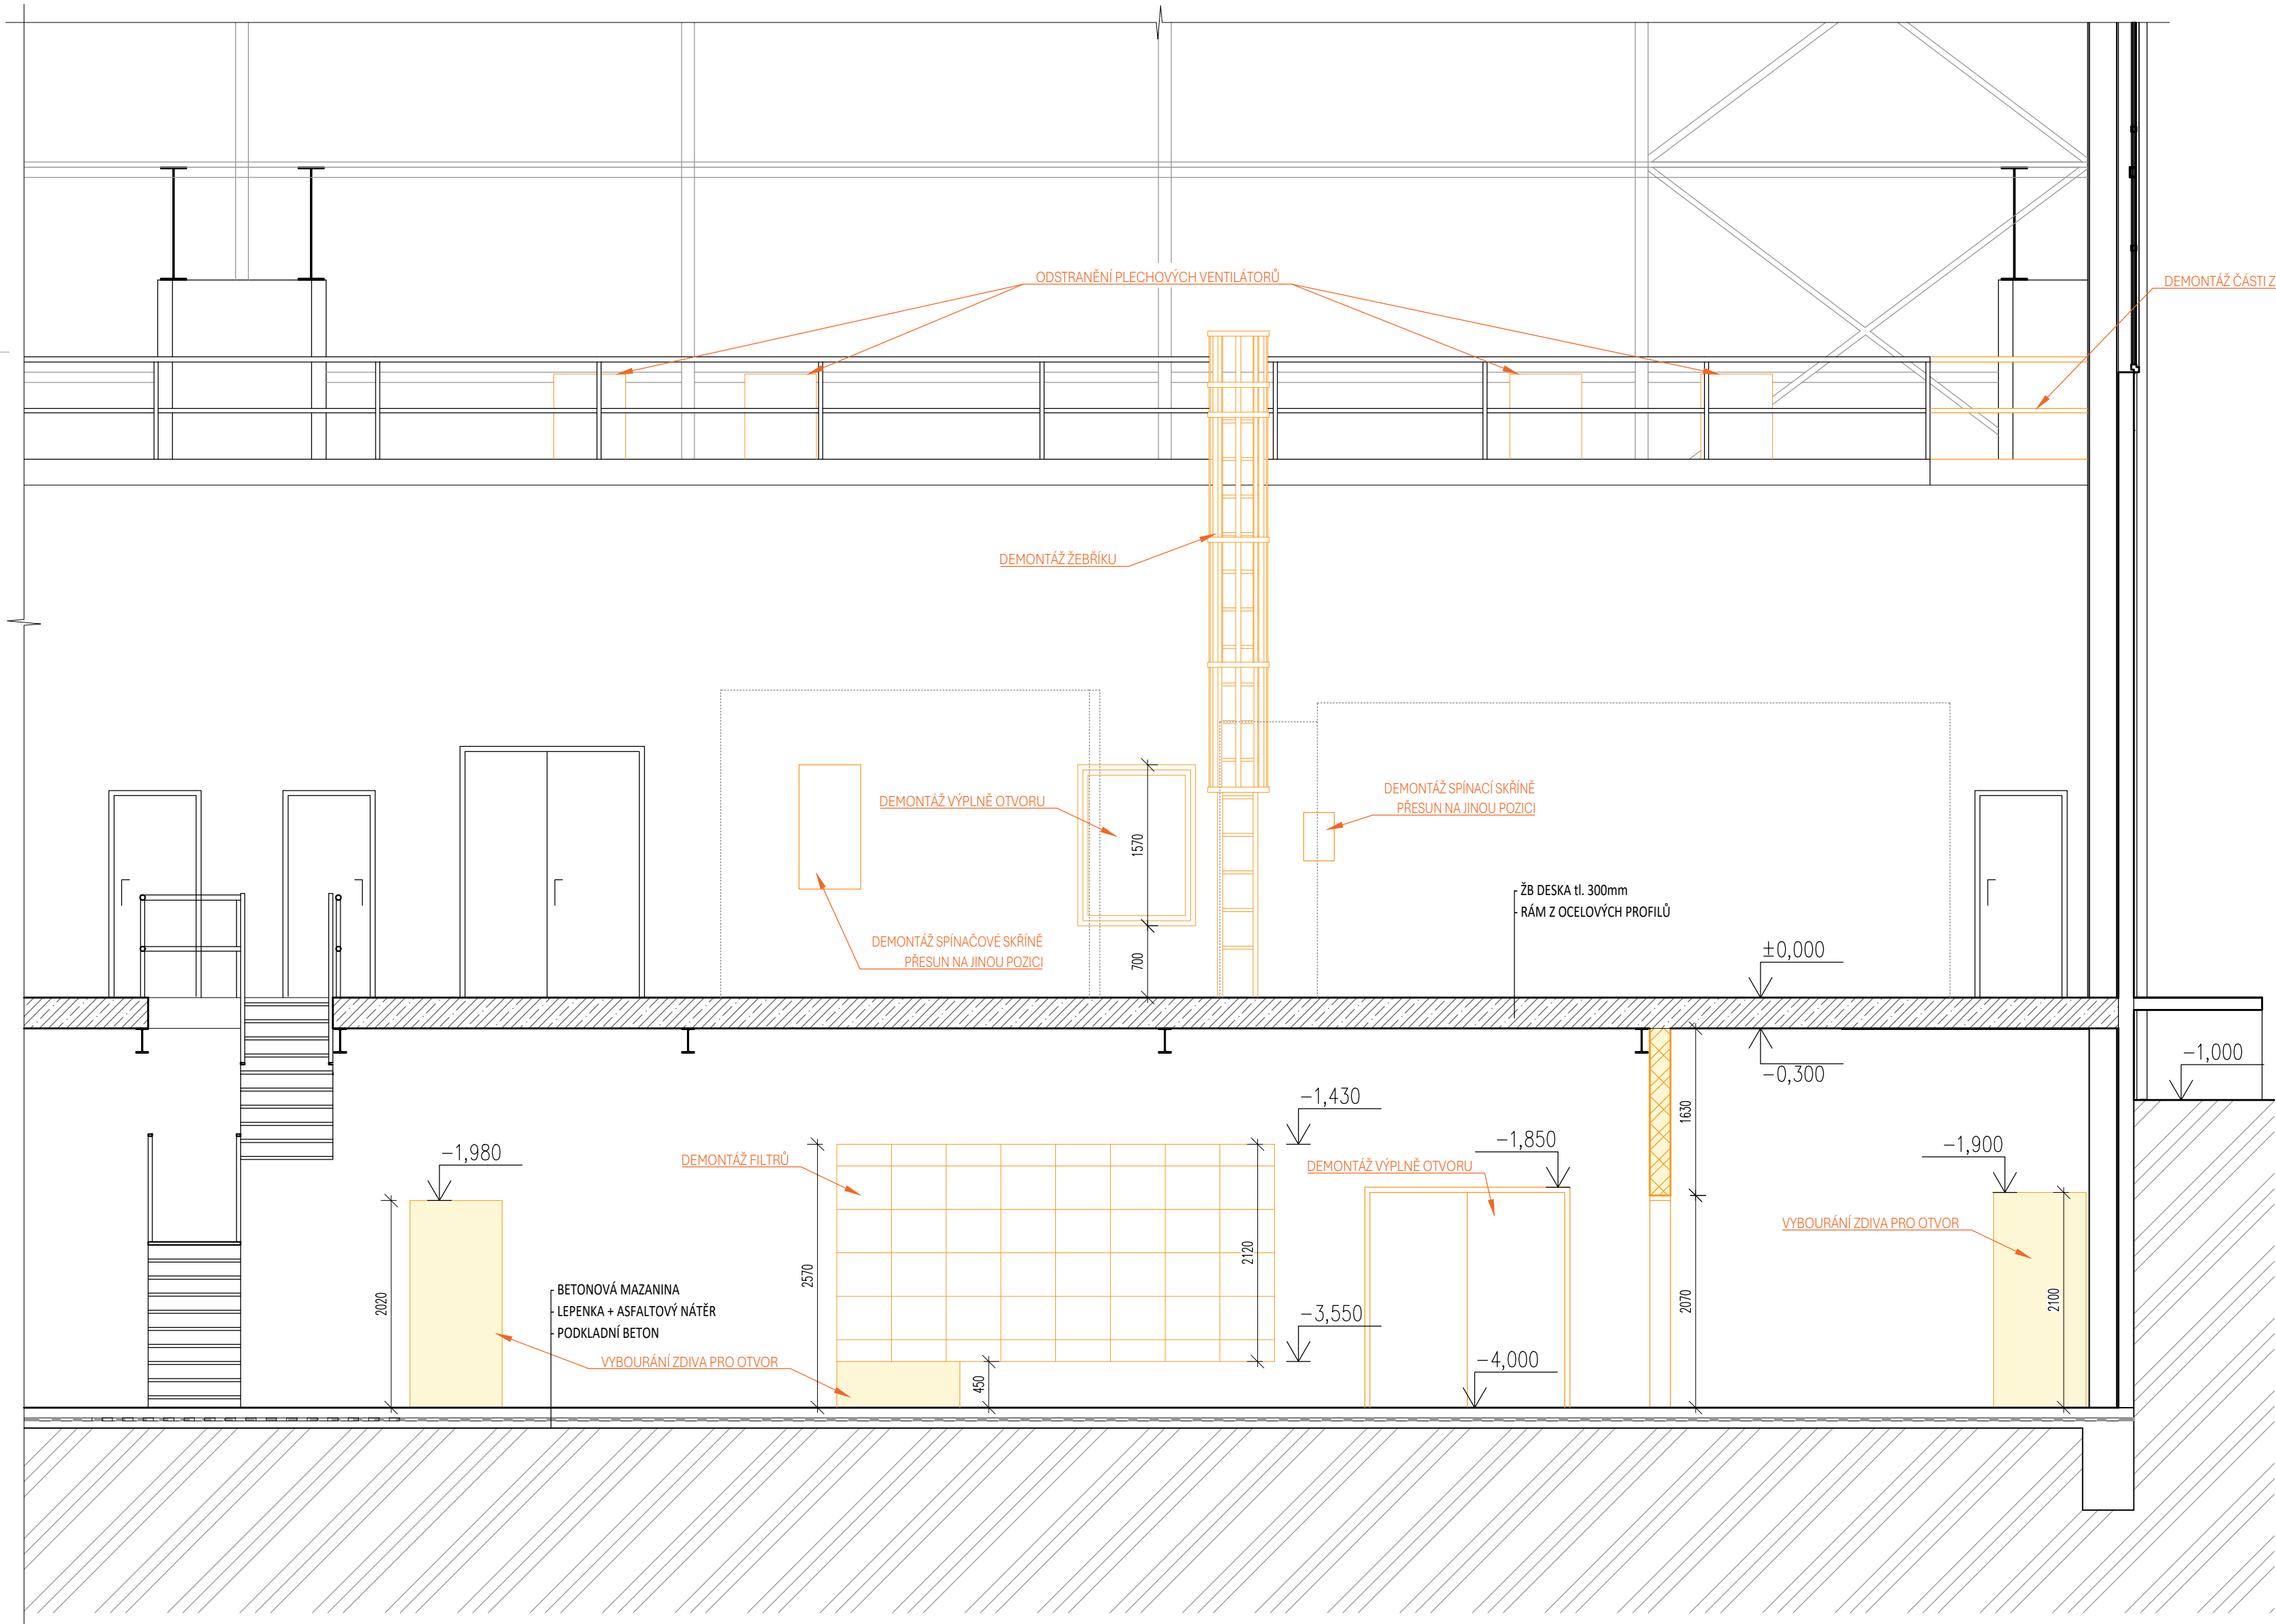 ODSTRANĚNÍ PLECHOVÝCH VENTILÁTORŮ
DEMONTÁŽ ČÁSTI Z
DEMONTÁŽ ŽEBŘÍKU
DEMONTÁŽ VÝPLNĚ OTVORU
1570
DEMONTÁŽ SPÍNACÍ SKŘÍNĚ
PŘESUN NA JINOU POZICI
ŽB DESKA tl. 300mm
RÁM Z OCELOVÝCH PROFILŮ
DEMONTÁŽ SPÍNAČOVÉ SKŘÍNĚ
PŘESUN NA JINOU POZICI
700
±0,000
-0,300
-1,000
-1,430
1630
-1,980
DEMONTÁŽ FILTRŮ
DEMONTÁŽ VÝPLNĚ OTVORU
-1,850
-1,900
VYBOURÁNÍ ZDIVA PRO OTVOR
2020
2570
2120
2070
2100
BETONOVÁ MAZANINA
LEPENKA + ASFALTOVÝ NÁTĚR
PODKLADNÍ BETON
-3,550
VYBOURÁNÍ ZDIVA PRO OTVOR
450
-4,000